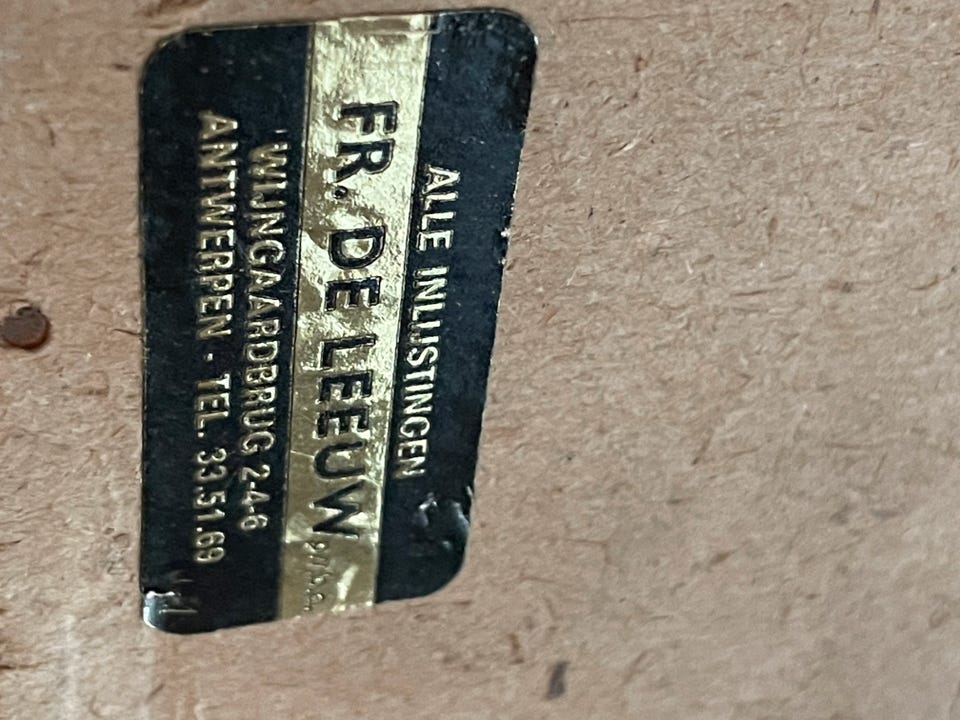 ALLE INLIJSTINGEN
FR. DE LEEUW
WIJNGAARDBRUG 2-4-6
ANTWERPEN - TEL. 33.51.69